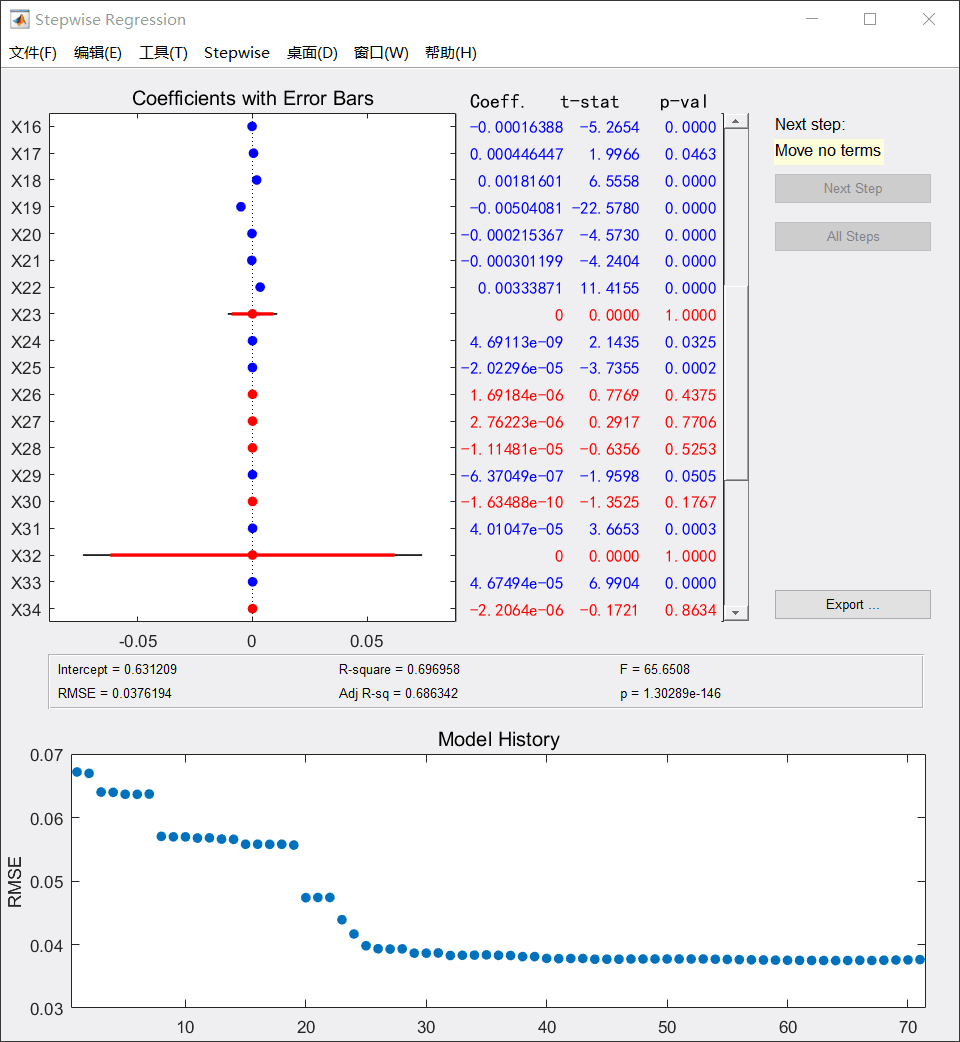 Stepwise Regression
文件(F) 编辑(E) 工具(T) Stepwise 桌面(D) 窗口(W) 帮助(H)
Coefficients with Error Bars Coeff. t-stat p-val
X16 -0.00016388 -5.2654 0.0000
X17 0.000446447 1.9966 0.0463
X18 0.00181601 6.5558 0.0000
X19 -0.00504081 -22.5780 0.0000
X20 -0.000215367 -4.5730 0.0000
X21 -0.000301199 -4.2404 0.0000
X22 0.00333871 11.4155 0.0000
X23 0 0.0000 1.0000
X24 4.69113e-09 2.1435 0.0325
X25 -2.02296e-05 -3.7355 0.0002
X26 1.69184e-06 0.7769 0.4375
X27 2.76223e-06 0.2917 0.7706
X28 -1.11481e-05 -0.6356 0.5253
X29 -6.37049e-07 -1.9598 0.0505
X30 -1.63488e-10 -1.3525 0.1767
X31 4.01047e-05 3.6653 0.0003
X32 0 0.0000 1.0000
X33 4.67494e-05 6.9904 0.0000
X34 -2.2064e-06 -0.1721 0.8634
-0.05 0 0.05
Next step:
Move no terms
Next Step
All Steps
Export ...
Intercept = 0.631209 R-square = 0.696958 F = 65.6508
RMSE = 0.0376194 Adj R-sq = 0.686342 p = 1.30289e-146
Model History
RMSE
0.07
0.06
0.05
0.04
0.03
10 20 30 40 50 60 70